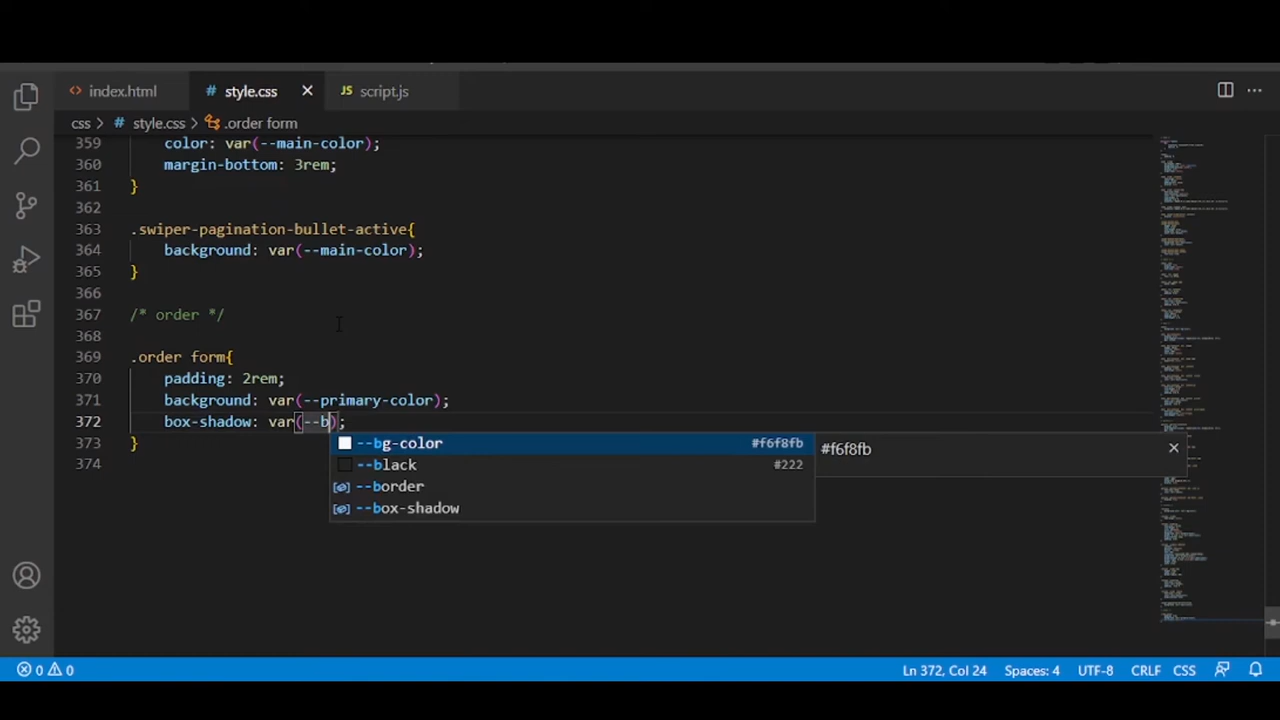 index.html
style.css
script.js
css > style.css > .order form
359 color: var(--main-color);
360 margin-bottom: 3rem;
361 }
362
363 .swiper-pagination-bullet-active{
364 background: var(--main-color);
365 }
366
367 /* order */
368
369 .order form{
370 padding: 2rem;
371 background: var(--primary-color);
372 box-shadow: var(--b);
373 }
374
--bg-color #f6f8fb
--black #222
--border
--box-shadow
#f6f8fb
0 0
Ln 372, Col 24
Spaces: 4
UTF-8
CRLF
CSS